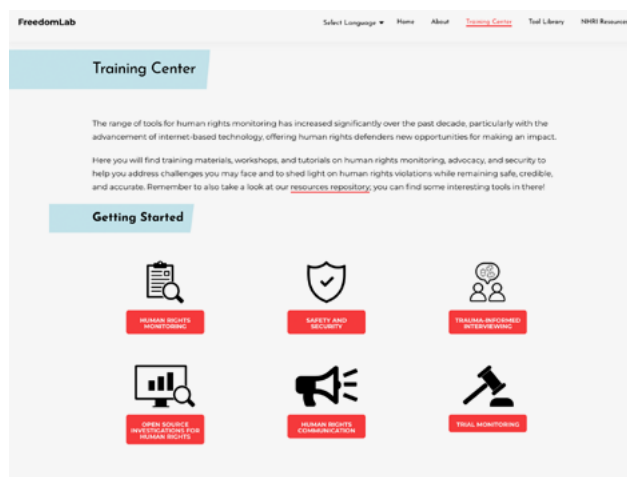 FreedomLab
Select Language ▼ Home About Training Center Tool Library NHRI Resources
Training Center
The range of tools for human rights monitoring has increased significantly over the past decade, particularly with the
advancement of internet-based technology, offering human rights defenders new opportunities for making an impact.
Here you will find training materials, workshops, and tutorials on human rights monitoring, advocacy, and security to
help you address challenges you may face and to shed light on human rights violations while remaining safe, credible,
and accurate. Remember to also take a look at our resources repository, you can find some interesting tools in there!
Getting Started
HUMAN RIGHTS
MONITORING
SAFETY AND
SECURITY
TRAUMA-INFORMED
INTERVIEWING
OPEN SOURCE
INVESTIGATIONS FOR
HUMAN RIGHTS
HUMAN RIGHTS
COMMUNICATION
TRIAL MONITORING